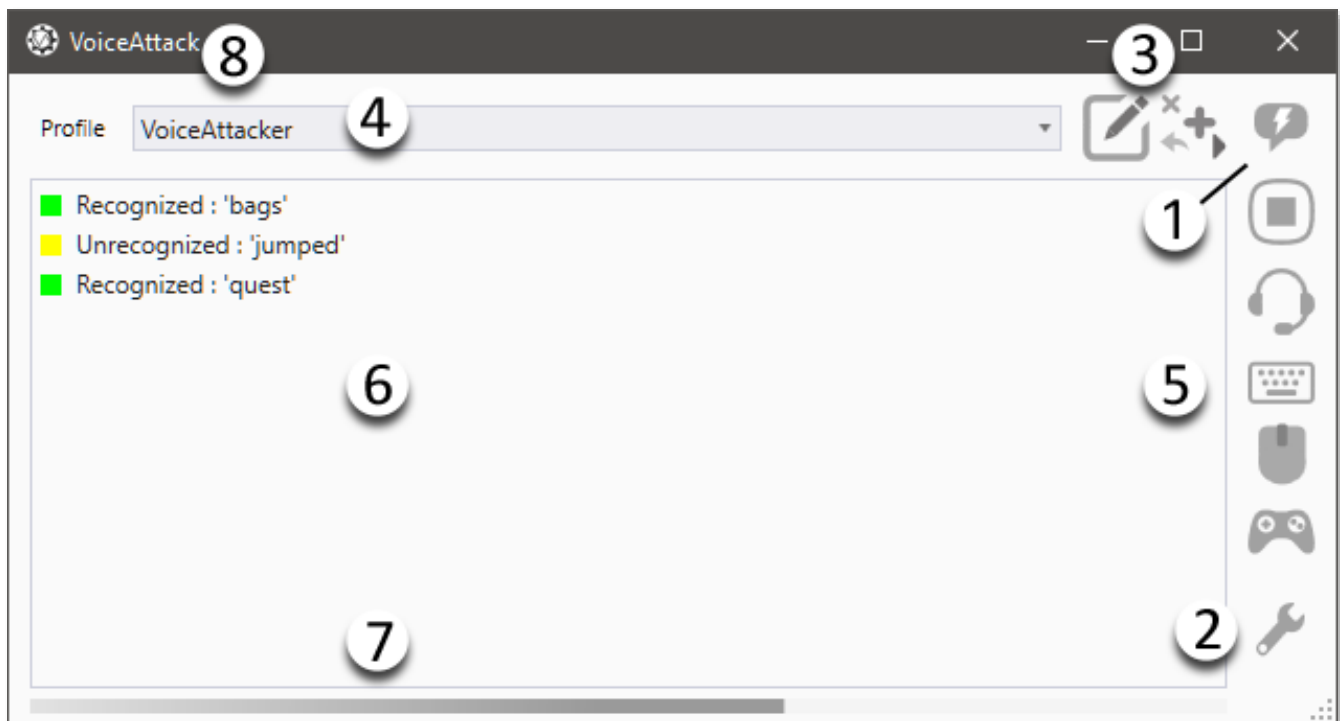 VoiceAttack
8
3
Profile
VoiceAttacker
4
1
Recognized : 'bags'
Unrecognized : 'jumped'
Recognized : 'quest'
6
5
7
2